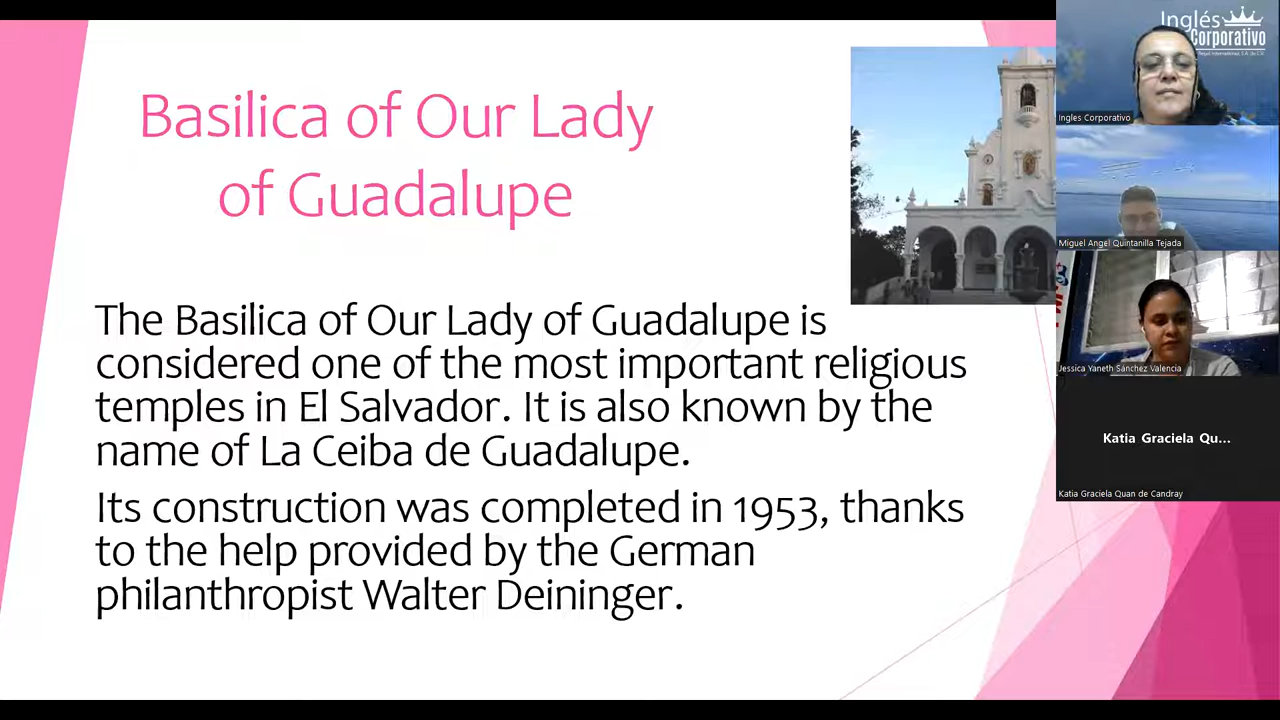 Basilica of Our Lady
of Guadalupe
The Basilica of Our Lady of Guadalupe is
considered one of the most important religious
temples in El Salvador. It is also known by the
name of La Ceiba de Guadalupe.
Its construction was completed in 1953, thanks
to the help provided by the German
philanthropist Walter Deininger.
Inglés
Corporativo
Ingles Corporativo
Miguel Angel Quintanilla Tejada
Jessica Yaneth Sánchez Valencia
Katia Graciela Qu...
Katia Graciela Quan de Candray